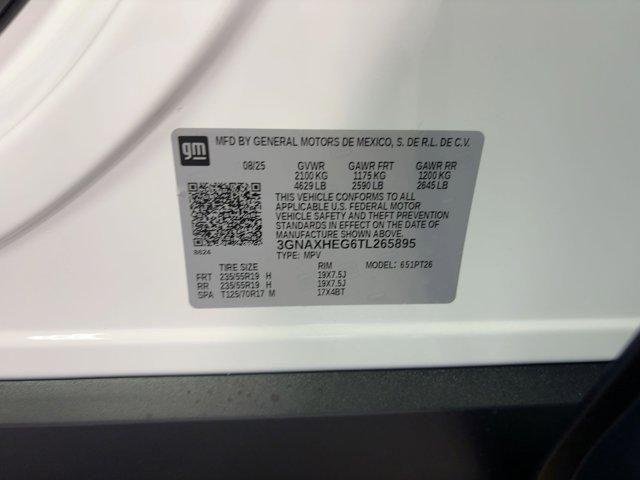 gm
MFD BY GENERAL MOTORS DE MEXICO, S. DE R.L. DE C.V.
08/25 GVWR GAWR FRT GAWR RR
2100 KG 1175 KG 1200 KG
4629 LB 2590 LB 2645 LB
THIS VEHICLE CONFORMS TO ALL
APPLICABLE U.S. FEDERAL MOTOR
VEHICLE SAFETY AND THEFT PREVENTION
STANDARDS IN EFFECT ON THE DATE OF
MANUFACTURE SHOWN ABOVE.
3GNAXHEG6TL265895
8624 TYPE: MPV
TIRE SIZE RIM MODEL: 651PT26
FRT 235/55R19 H 19X7.5J
RR 235/55R19 H 19X7.5J
SPA T125/70R17 M 17X4BT